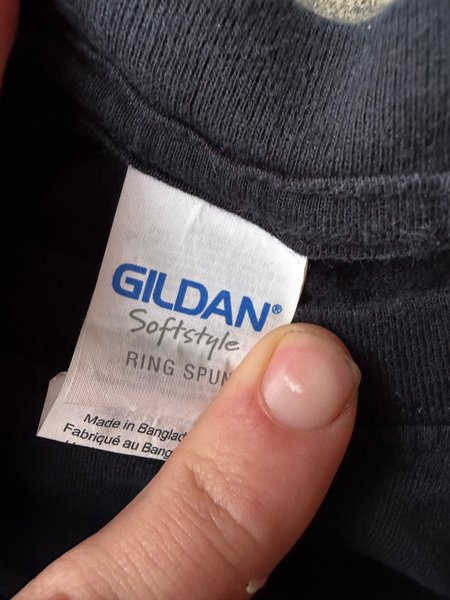 GILDAN®
Softstyle
RING SPUN
Made in
Fabriqué au